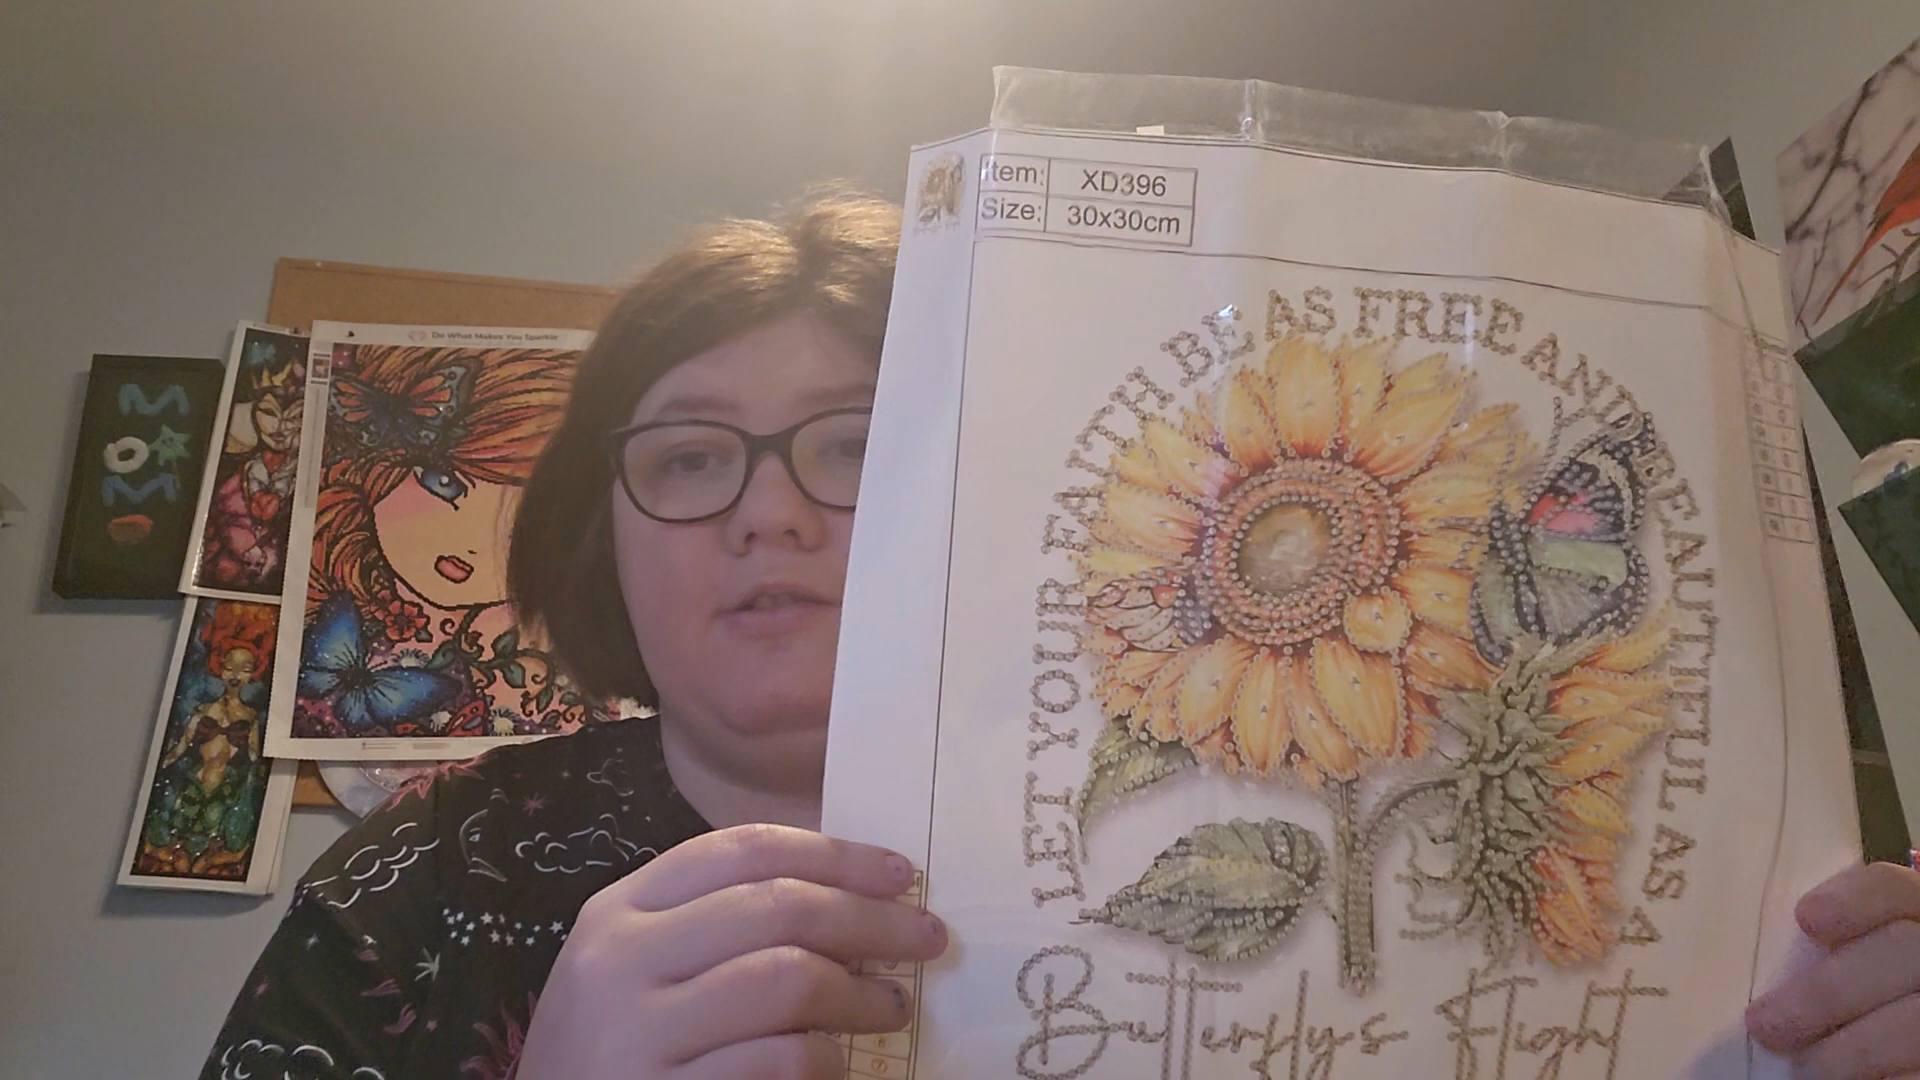 Item: XD396
Size: 30x30cm
LET YOUR FAITH BE AS FREE AND BEAUTIFUL AS A
Butterfly's Flight
Do What Makes You Sparkle
MOM